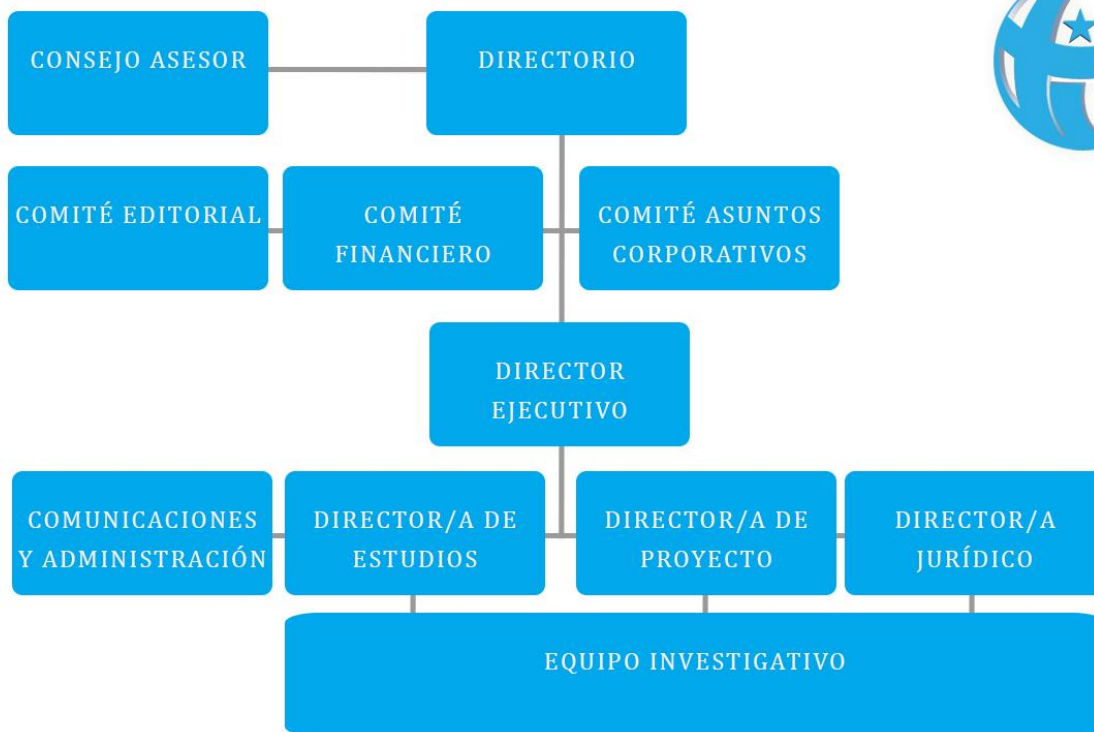 CONSEJO ASESOR
DIRECTORIO
COMITÉ EDITORIAL
COMITÉ
FINANCIERO
COMITÉ ASUNTOS
CORPORATIVOS
DIRECTOR
EJECUTIVO
COMUNICACIONES
Y ADMINISTRACIÓN
DIRECTOR/A DE
ESTUDIOS
DIRECTOR/A DE
PROYECTO
DIRECTOR/A
JURÍDICO
EQUIPO INVESTIGATIVO